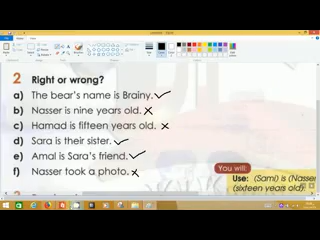 2 Right or wrong?
a) The bear's name is Brainy.
b) Nasser is nine years old.
c) Hamad is fifteen years old.
d) Sara is their sister.
e) Amal is Sara's friend.
f) Nasser took a photo.
You will:
Use: (Sami) is (Nasser
(sixteen years old)